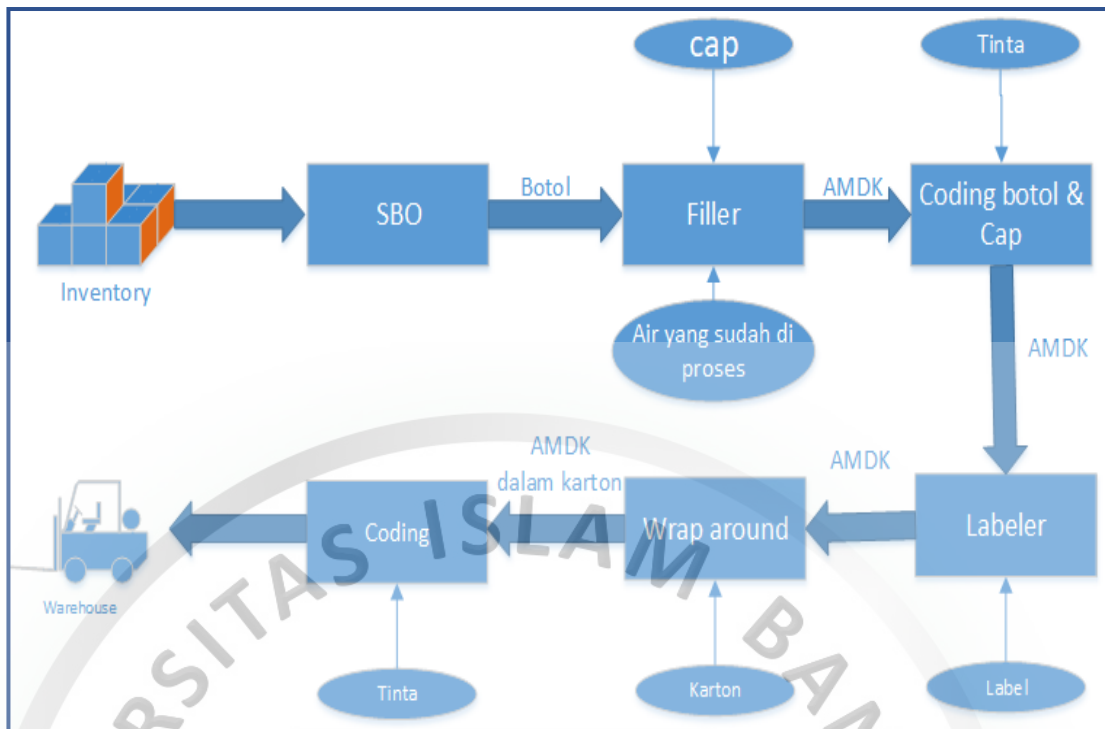 cap
Tinta
SBO
Botol
Filler
AMDK
Coding botol &
Cap
Inventory
Air yang sudah di
proses
AMDK
AMDK
dalam karton
AMDK
Coding
Wrap around
Labeler
Warehouse
Tinta
Karton
Label
RSITAS ISLAM BAN